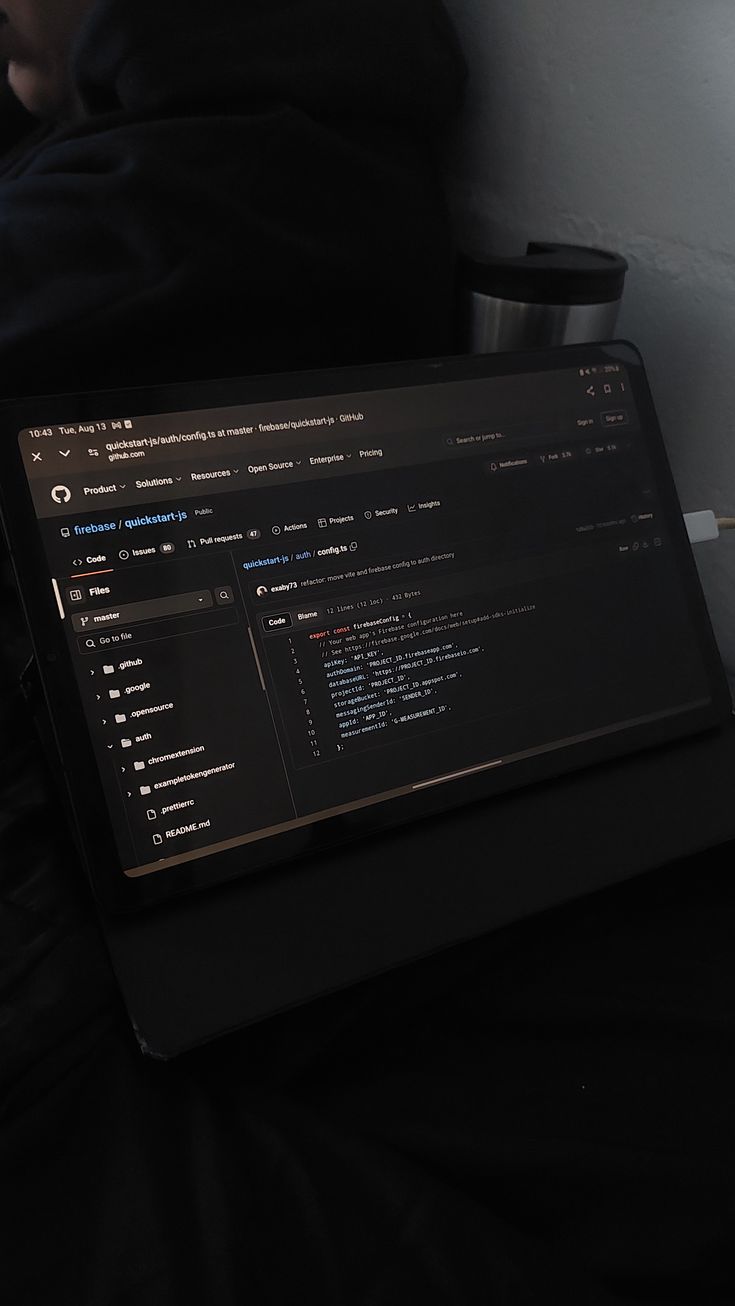 10:43 Tue, Aug 13
quickstart-js/auth/config.ts at master · firebase/quickstart-js · GitHub
github.com
Product Solutions Resources Open Source Enterprise Pricing
Search or jump to...
Sign in Sign up
firebase / quickstart-js Public
Notifications Fork Star
Code Issues 80 Pull requests 47 Actions Projects Security Insights
Files
master
Go to file
.github
.google
.opensource
auth
chromextension
exampletokengenerator
.prettierrc
README.md
quickstart-js / auth / config.ts
exaby73 refactor: move vite and firebase config to auth directory
History
Code Blame 12 lines (12 loc) · 432 Bytes
Raw
1 export const firebaseConfig = {
2 // Your web app's Firebase configuration here
3 // See https://firebase.google.com/docs/web/setup#add-sdks-initialize
4 apiKey: 'API_KEY',
5 authDomain: 'PROJECT_ID.firebaseapp.com',
6 databaseURL: 'https://PROJECT_ID.firebaseio.com',
7 projectId: 'PROJECT_ID',
8 storageBucket: 'PROJECT_ID.appspot.com',
9 messagingSenderId: 'SENDER_ID',
10 appId: 'APP_ID',
11 measurementId: 'G-MEASUREMENT_ID',
12 };